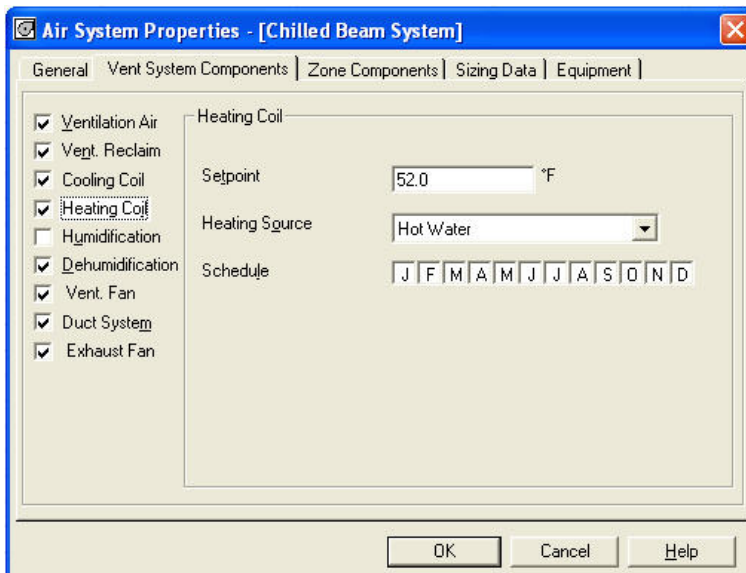 Air System Properties - [Chilled Beam System]
General Vent System Components Zone Components Sizing Data Equipment
Ventilation Air
Vent. Reclaim
Cooling Coil
Heating Coil
Humidification
Dehumidification
Vent. Fan
Duct System
Exhaust Fan
Heating Coil
Setpoint 52.0 °F
Heating Source Hot Water
Schedule J F M A M J J A S O N D
OK Cancel Help